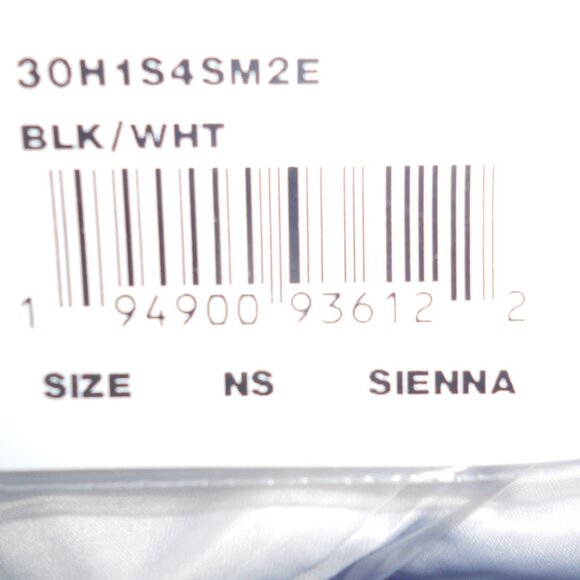 30H1S4SM2E
BLK/WHT
1 94900 93612 2
SIZE NS SIENNA